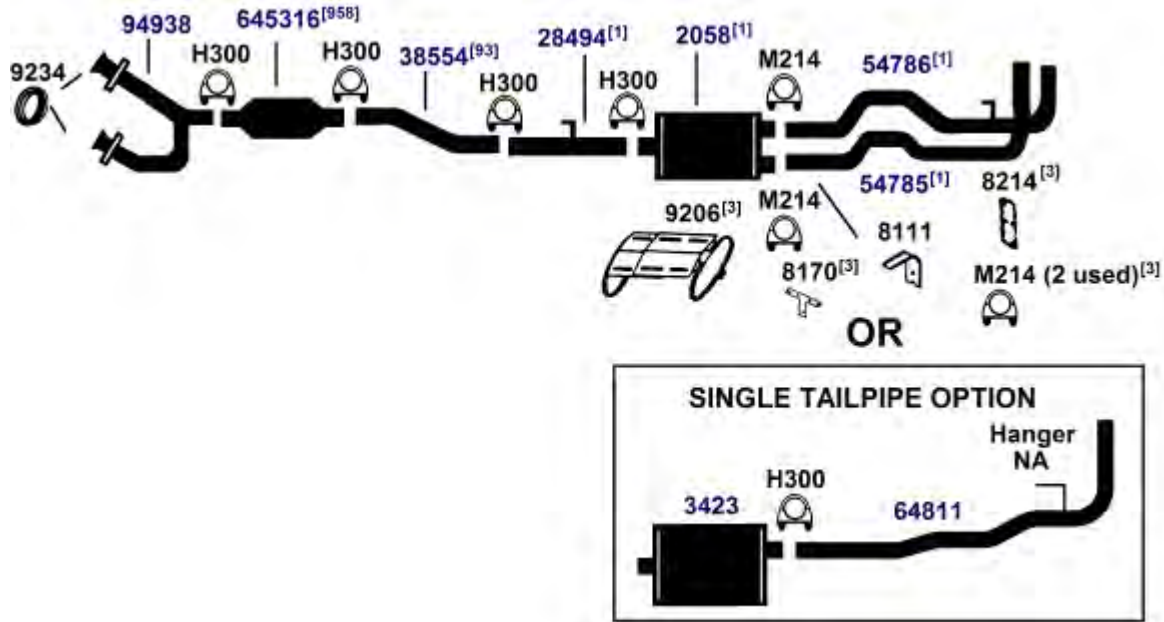 94938
645316[958]
9234
H300
H300
38554[93]
H300
28494[1]
H300
2058[1]
M214
54786[1]
54785[1]
8214[3]
9206[3]
M214
8170[3]
8111
M214 (2 used)[3]
OR
SINGLE TAILPIPE OPTION
Hanger
NA
3423
H300
64811